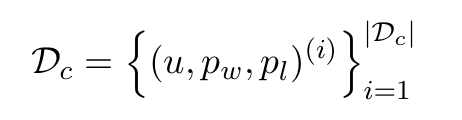 $\mathcal{D}_c = \left\{ (u, p_w, p_l)^{(i)} \right\}_{i=1}^{|\mathcal{D}_c|}$